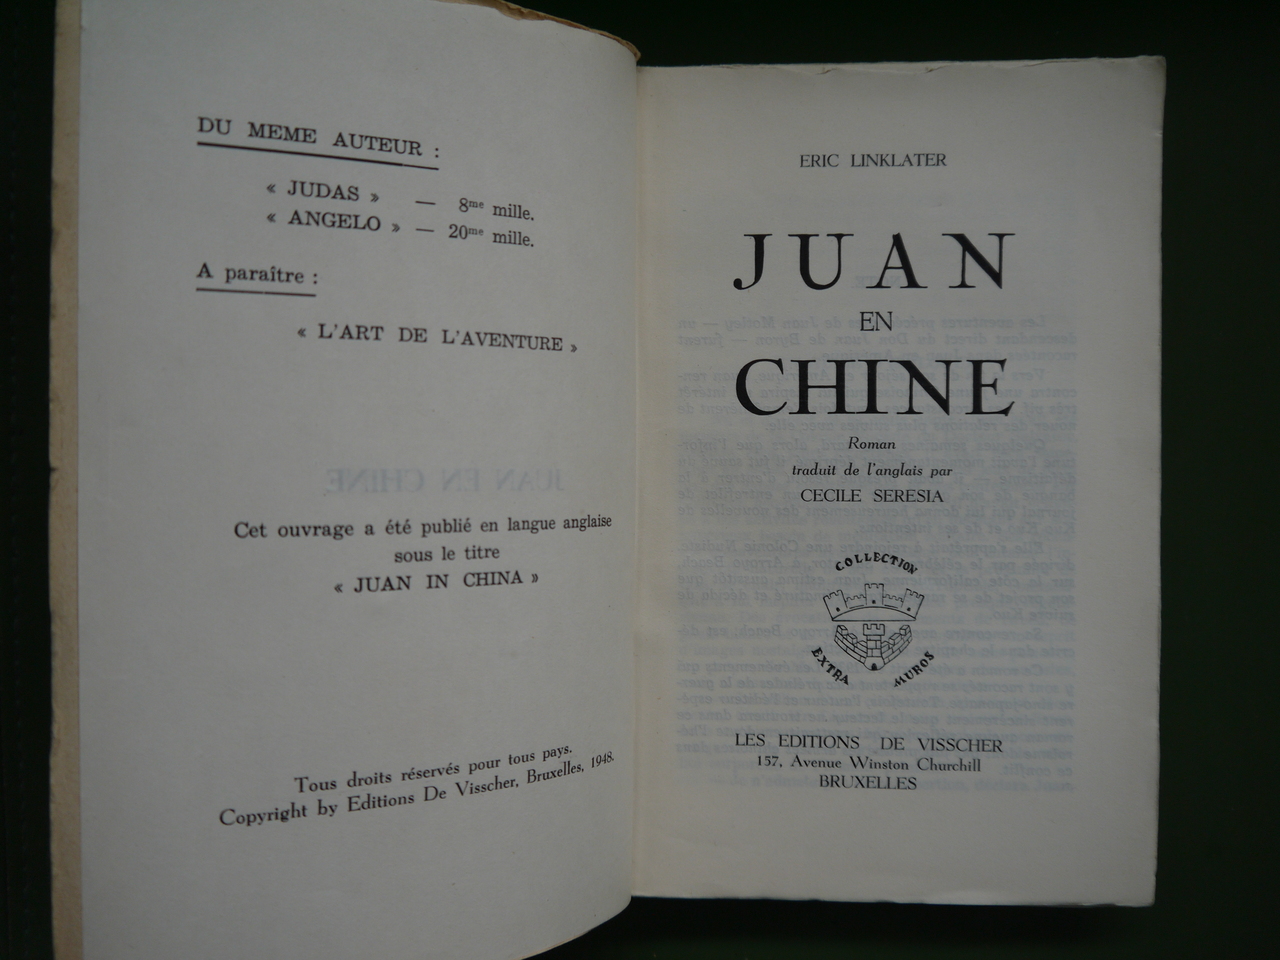 DU MEME AUTEUR :
« JUDAS » — 8me mille.
« ANGELO » — 20me mille.
A paraître :
« L'ART DE L'AVENTURE »
Cet ouvrage a été publié en langue anglaise
sous le titre
« JUAN IN CHINA »
Tous droits réservés pour tous pays.
Copyright by Editions De Visscher, Bruxelles, 1948.
ERIC LINKLATER
JUAN
EN
CHINE
Roman
traduit de l'anglais par
CECILE SERESIA
COLLECTION
EXTRA MUROS
LES EDITIONS DE VISSCHER
157, Avenue Winston Churchill
BRUXELLES